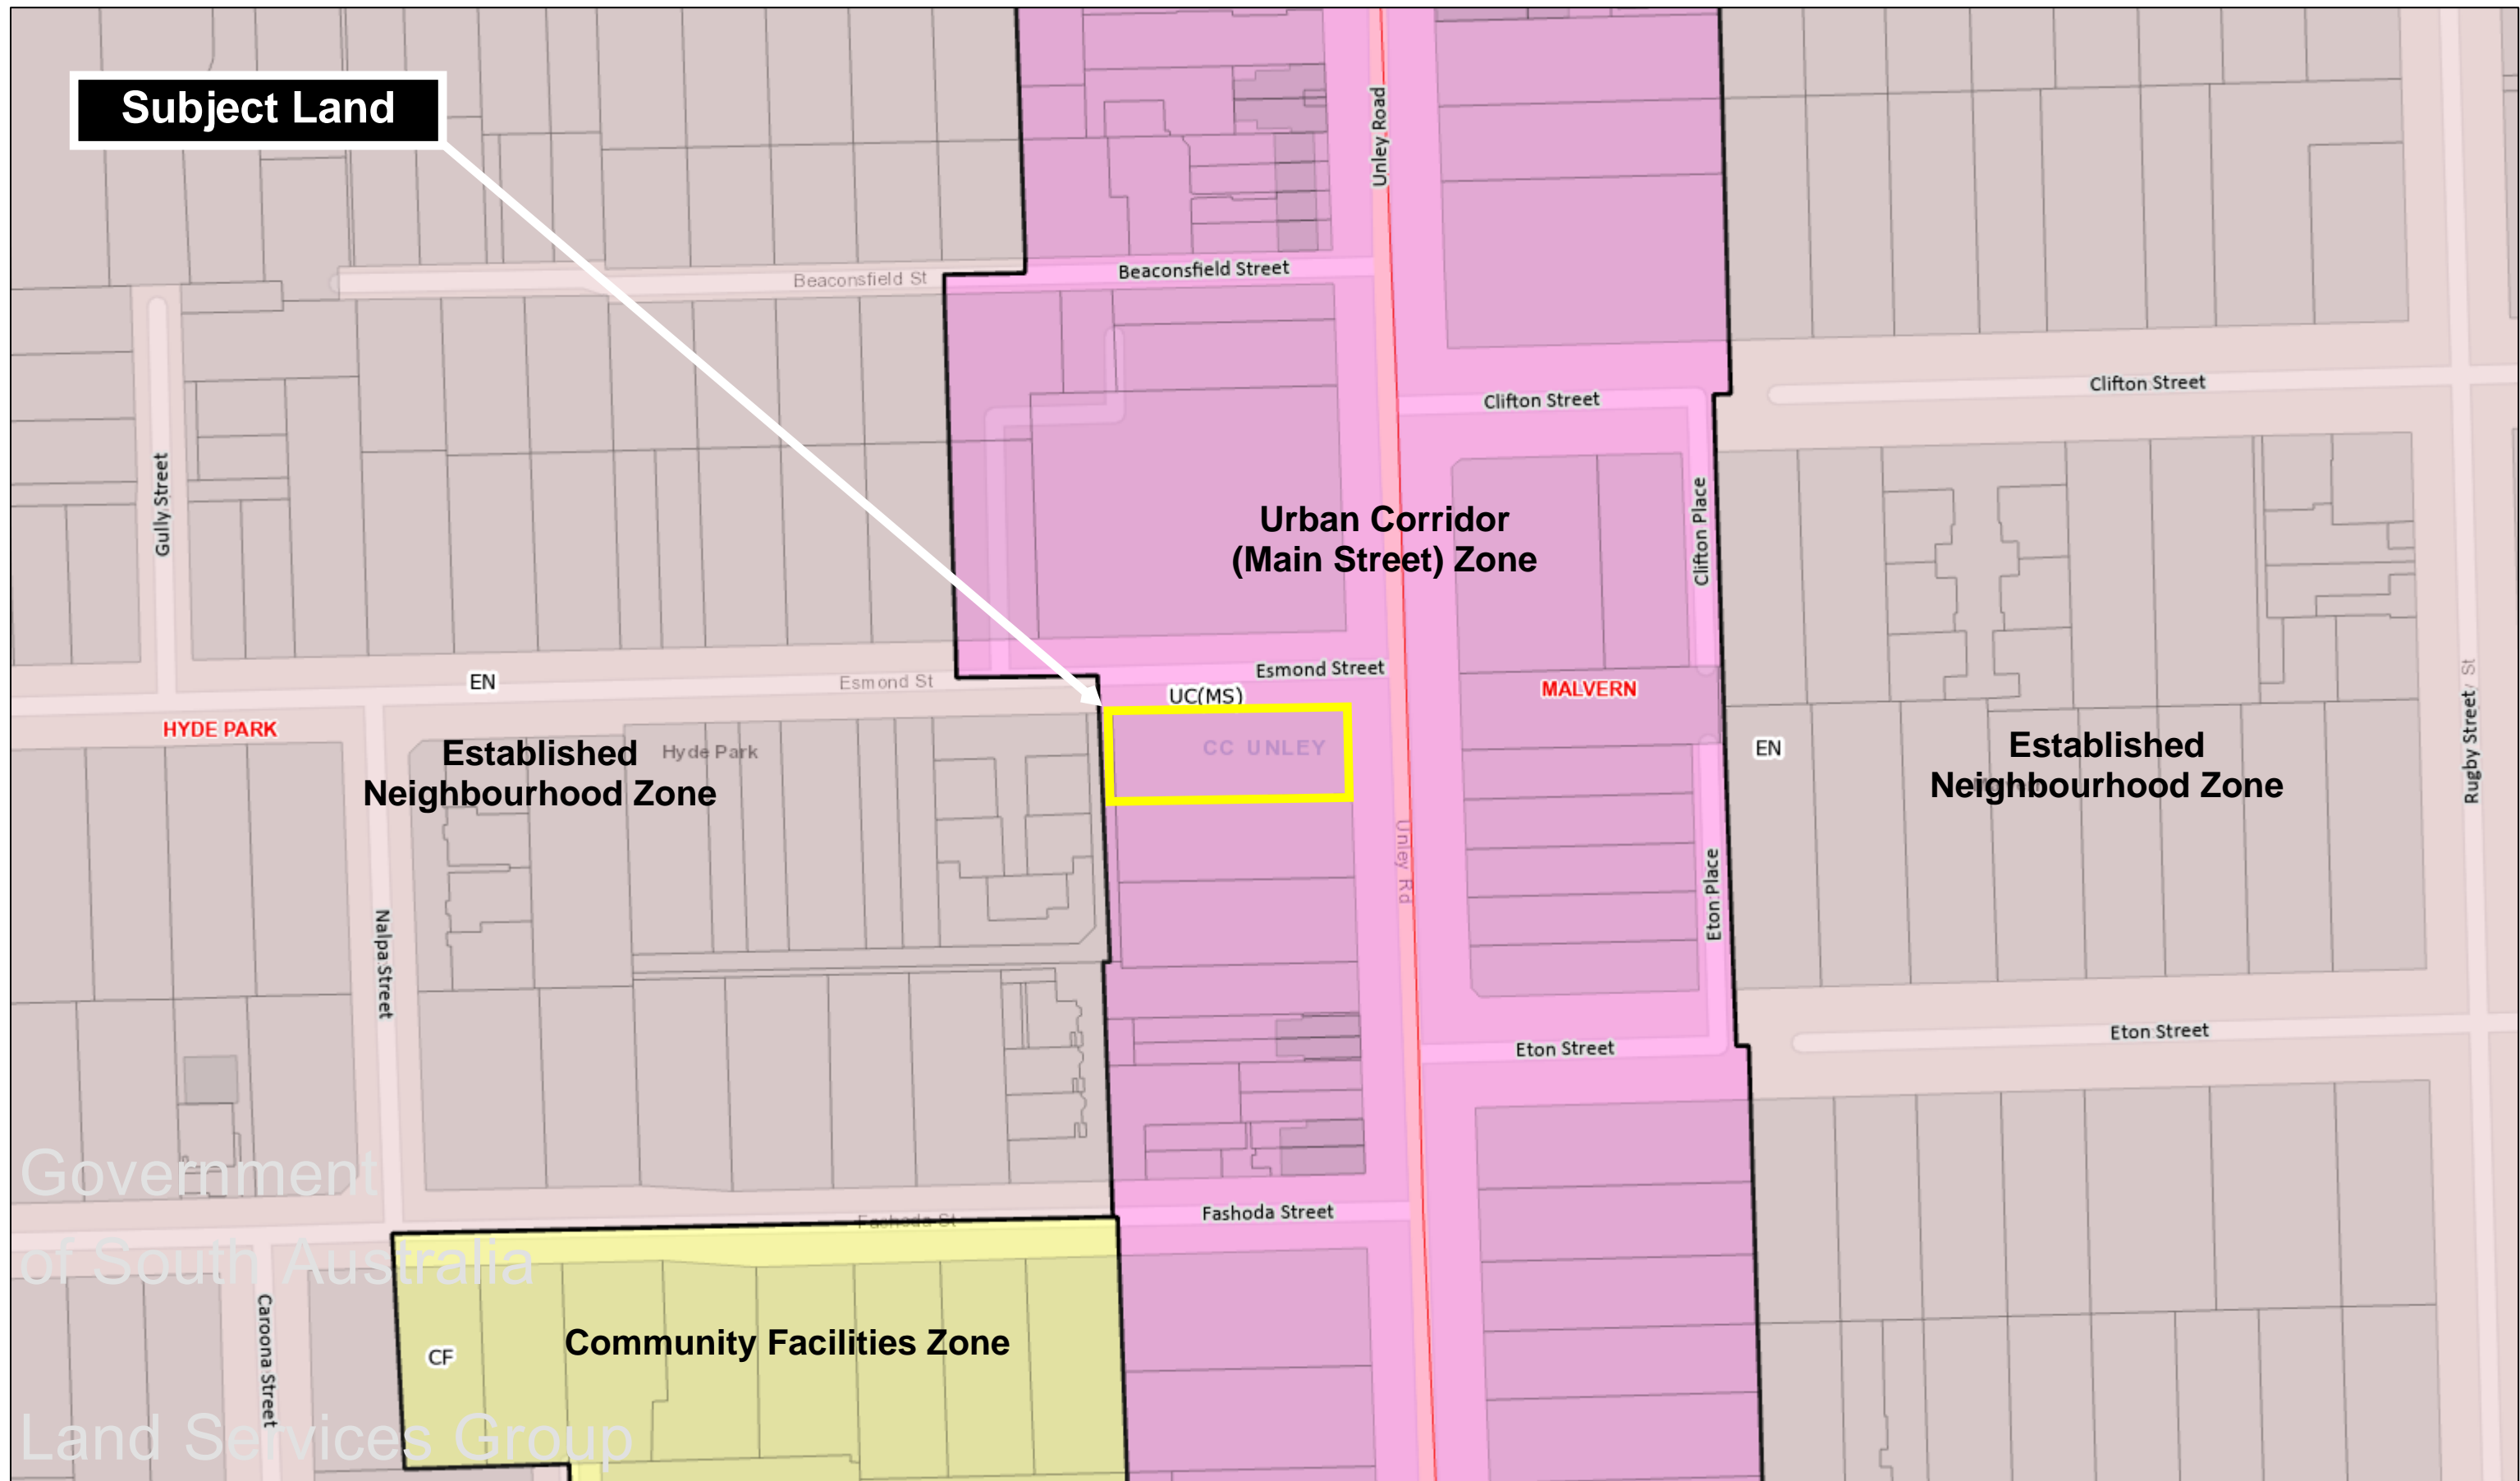 Subject Land
Unley Road
Beaconsfield St
Beaconsfield Street
Clifton Street
Clifton Street
Gully Street
Clifton Place
Urban Corridor
(Main Street) Zone
Esmond Street
Esmond St
EN
UC(MS)
MALVERN
HYDE PARK
Hyde Park
CC UNLEY
EN
Established
Neighbourhood Zone
Established
Neighbourhood Zone
Rugby Street
St
Unley Rd
Eton Place
Nalpa Street
Eton Street
Eton Street
Government
of South Australia
Land Services Group
Fashoda St
Fashoda Street
Caroona Street
CF
Community Facilities Zone